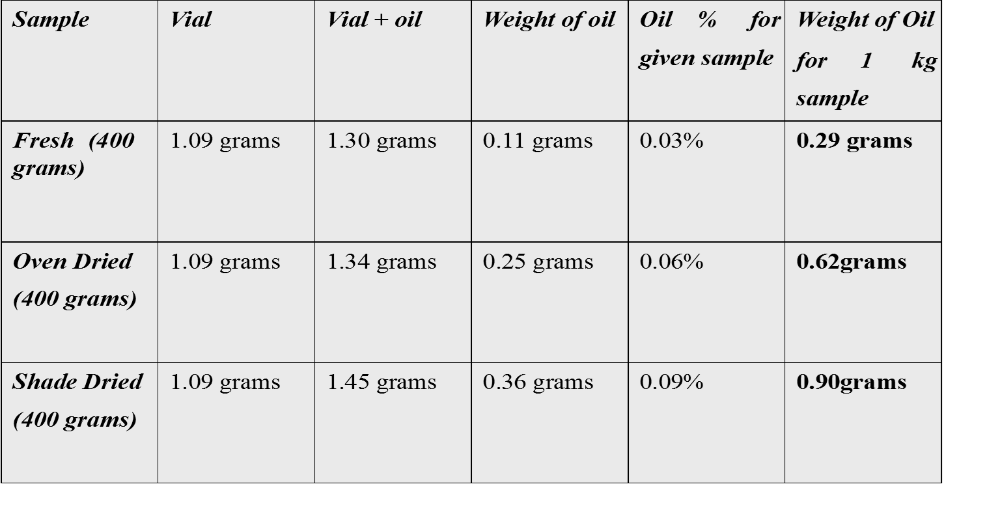 Sample
Vial
Vial + oil
Weight of oil
Oil % for
given sample
Weight of Oil
for 1 kg
sample
Fresh (400
grams)
1.09 grams
1.30 grams
0.11 grams
0.03%
0.29 grams
Oven Dried
(400 grams)
1.09 grams
1.34 grams
0.25 grams
0.06%
0.62grams
Shade Dried
(400 grams)
1.09 grams
1.45 grams
0.36 grams
0.09%
0.90grams